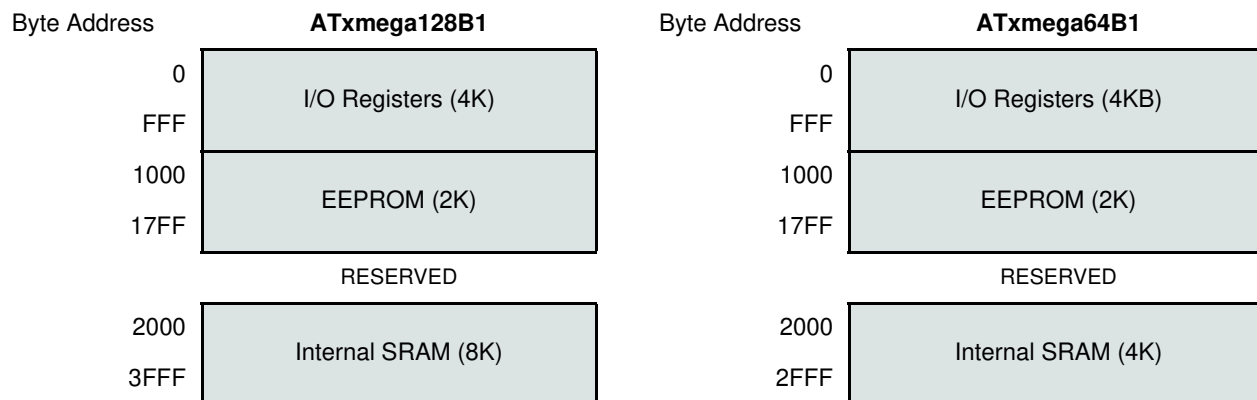 Byte Address ATxmega128B1 Byte Address ATxmega64B1
0 0
I/O Registers (4K) I/O Registers (4KB)
FFF FFF
1000 1000
EEPROM (2K) EEPROM (2K)
17FF 17FF
RESERVED RESERVED
2000 2000
Internal SRAM (8K) Internal SRAM (4K)
3FFF 2FFF